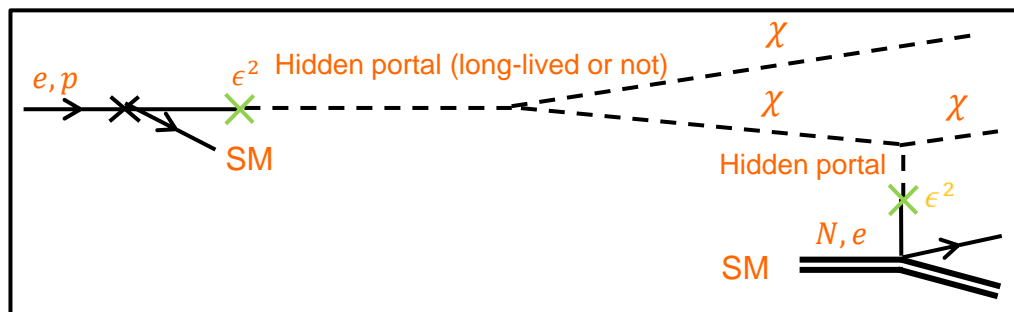 χ
e, p
ϵ²
Hidden portal (long-lived or not)
χ
χ
SM
Hidden portal
ϵ²
N, e
SM